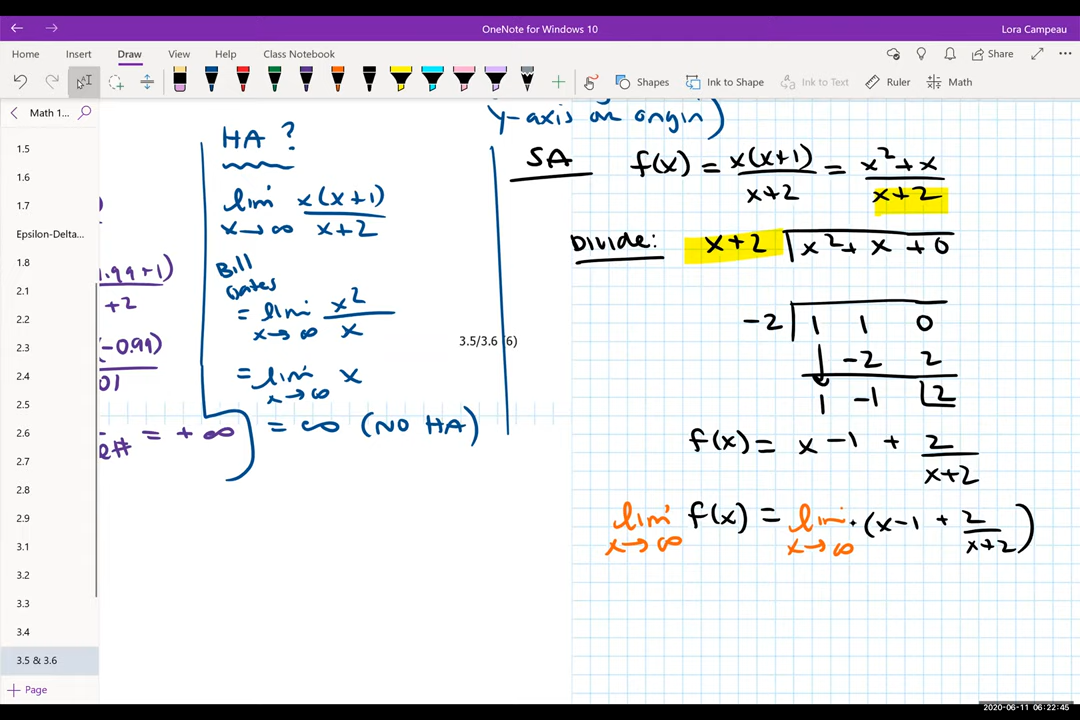 OneNote for Windows 10
Lora Campeau
Home Insert Draw View Help Class Notebook
Share
Shapes Ink to Shape Ink to Text Ruler Math
Math 1...
1.5
1.6
1.7
Epsilon-Delta...
1.8
2.1
2.2
2.3
2.4
2.5
2.6
2.7
2.8
2.9
3.1
3.2
3.3
3.4
3.5 & 3.6
Page
.99+1)
+2
(-0.99)
01
= +∞
HA ?
lim x→∞ x(x+1)/x+2
Bill
Gates
= lim x→∞ x²/x
= lim x→∞ x
= ∞ (NO HA)
3.5/3.6 6)
y-axis or origin)
SA f(x) = x(x+1)/x+2 = x²+x/x+2
Divide: x+2 x²+ x +0
-2 1 1 0
-2 2
1 -1 2
f(x) = x-1 + 2/x+2
lim x→∞ f(x) = lim x→∞ (x-1 + 2/x+2)
2020-06-11 06:22:45